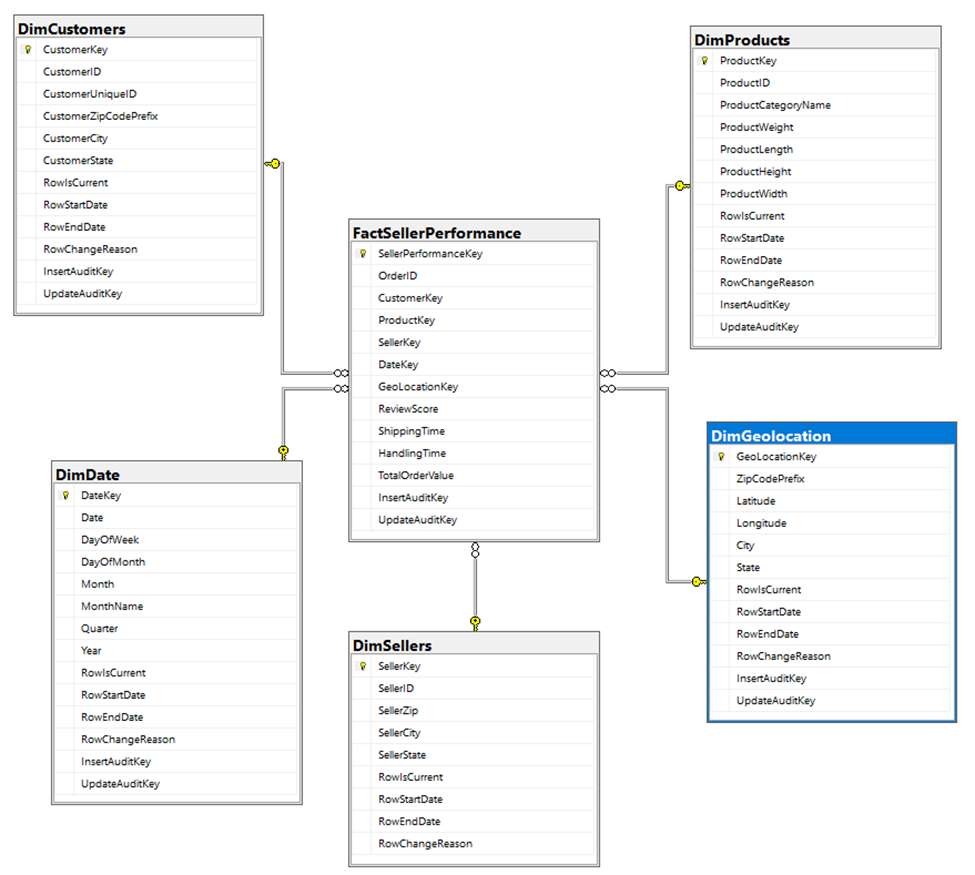 DimCustomers
CustomerKey
CustomerID
CustomerUniqueID
CustomerZipCodePrefix
CustomerCity
CustomerState
RowIsCurrent
RowStartDate
RowEndDate
RowChangeReason
InsertAuditKey
UpdateAuditKey
DimProducts
ProductKey
ProductID
ProductCategoryName
ProductWeight
ProductLength
ProductHeight
ProductWidth
RowIsCurrent
RowStartDate
RowEndDate
RowChangeReason
InsertAuditKey
UpdateAuditKey
FactSellerPerformance
SellerPerformanceKey
OrderID
CustomerKey
ProductKey
SellerKey
DateKey
GeoLocationKey
ReviewScore
ShippingTime
HandlingTime
TotalOrderValue
InsertAuditKey
UpdateAuditKey
DimGeolocation
GeoLocationKey
ZipCodePrefix
Latitude
Longitude
City
State
RowIsCurrent
RowStartDate
RowEndDate
RowChangeReason
InsertAuditKey
UpdateAuditKey
DimDate
DateKey
Date
DayOfWeek
DayOfMonth
Month
MonthName
Quarter
Year
RowIsCurrent
RowStartDate
RowEndDate
RowChangeReason
InsertAuditKey
UpdateAuditKey
DimSellers
SellerKey
SellerID
SellerZip
SellerCity
SellerState
RowIsCurrent
RowStartDate
RowEndDate
RowChangeReason